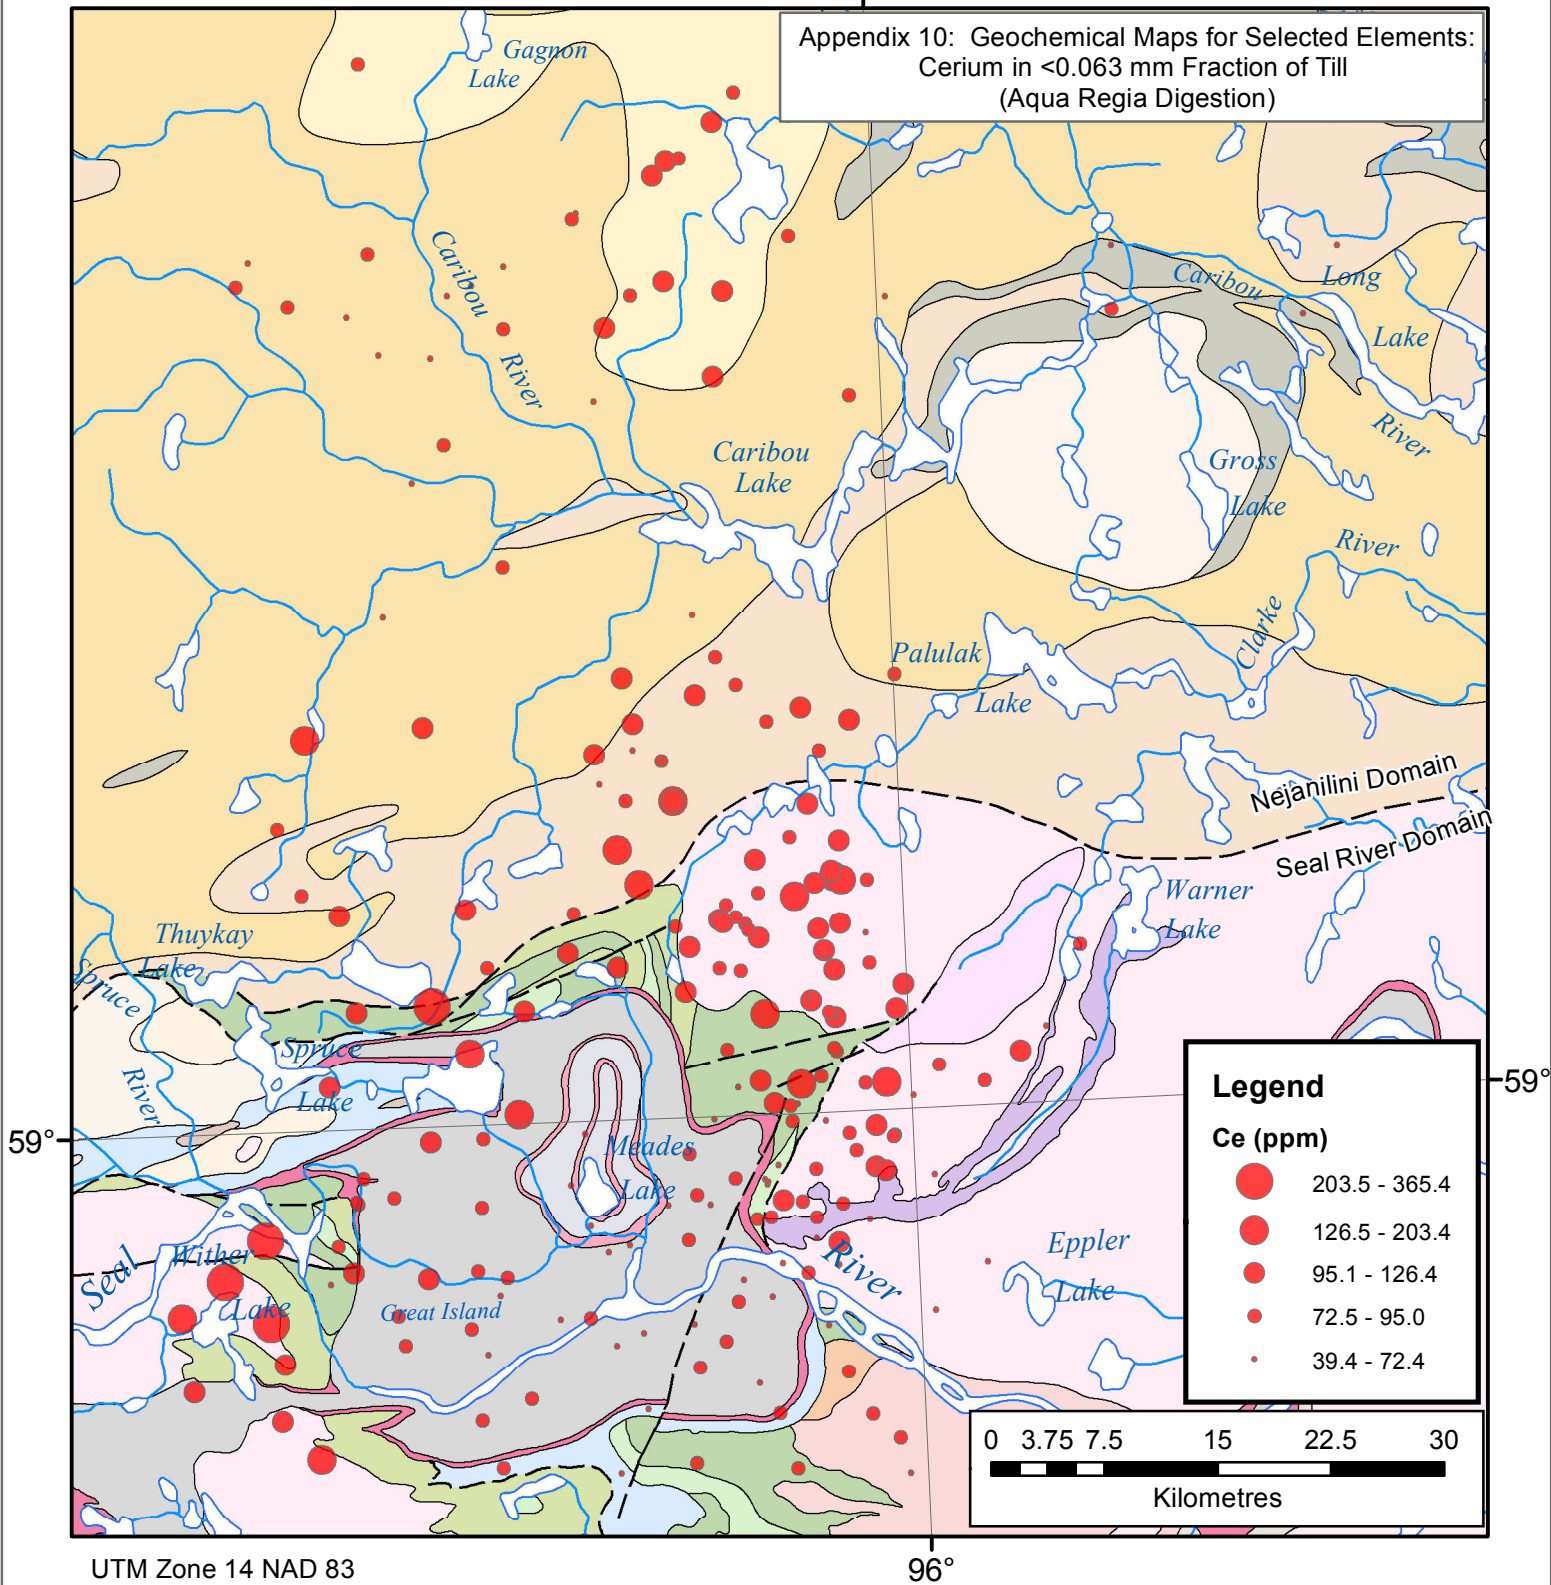 Appendix 10: Geochemical Maps for Selected Elements:
Cerium in <0.063 mm Fraction of Till
(Aqua Regia Digestion)
Gagnon
Lake
Caribou
River
Caribou
Long
Lake
River
Caribou
Lake
Gross
Lake
River
Clarke
Palulak
Lake
Nejanilini Domain
Seal River Domain
Warner
Lake
Thuykay
Lake
Spruce
River
Spruce
Lake
59°
59°
Meades
Lake
Seal
Wither
Lake
Great Island
River
Eppler
Lake
Legend
Ce (ppm)
203.5 - 365.4
126.5 - 203.4
95.1 - 126.4
72.5 - 95.0
39.4 - 72.4
0 3.75 7.5 15 22.5 30
Kilometres
UTM Zone 14 NAD 83
96°